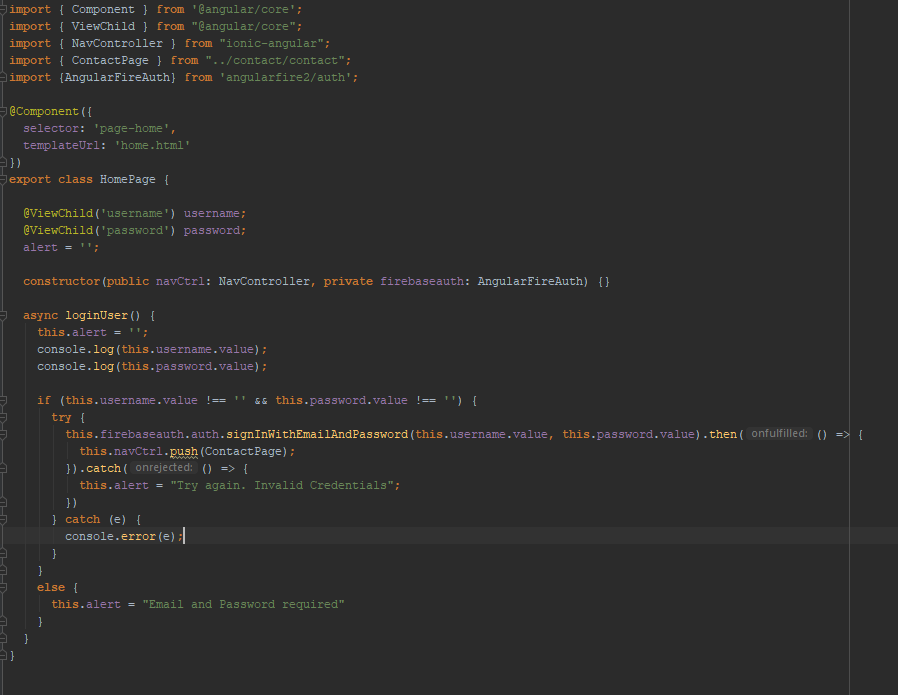 import { Component } from '@angular/core';
import { ViewChild } from "@angular/core";
import { NavController } from "ionic-angular";
import { ContactPage } from "../contact/contact";
import {AngularFireAuth} from 'angularfire2/auth';
@Component({
selector: 'page-home',
templateUrl: 'home.html'
})
export class HomePage {
@ViewChild('username') username;
@ViewChild('password') password;
alert = '';
constructor(public navCtrl: NavController, private firebaseauth: AngularFireAuth) {}
async loginUser() {
this.alert = '';
console.log(this.username.value);
console.log(this.password.value);
if (this.username.value !== '' && this.password.value !== '') {
try {
this.firebaseauth.auth.signInWithEmailAndPassword(this.username.value, this.password.value).then( onfulfilled: () => {
this.navCtrl.push(ContactPage);
}).catch( onrejected: () => {
this.alert = "Try again. Invalid Credentials";
})
} catch (e) {
console.error(e);
}
}
else {
this.alert = "Email and Password required"
}
}
}